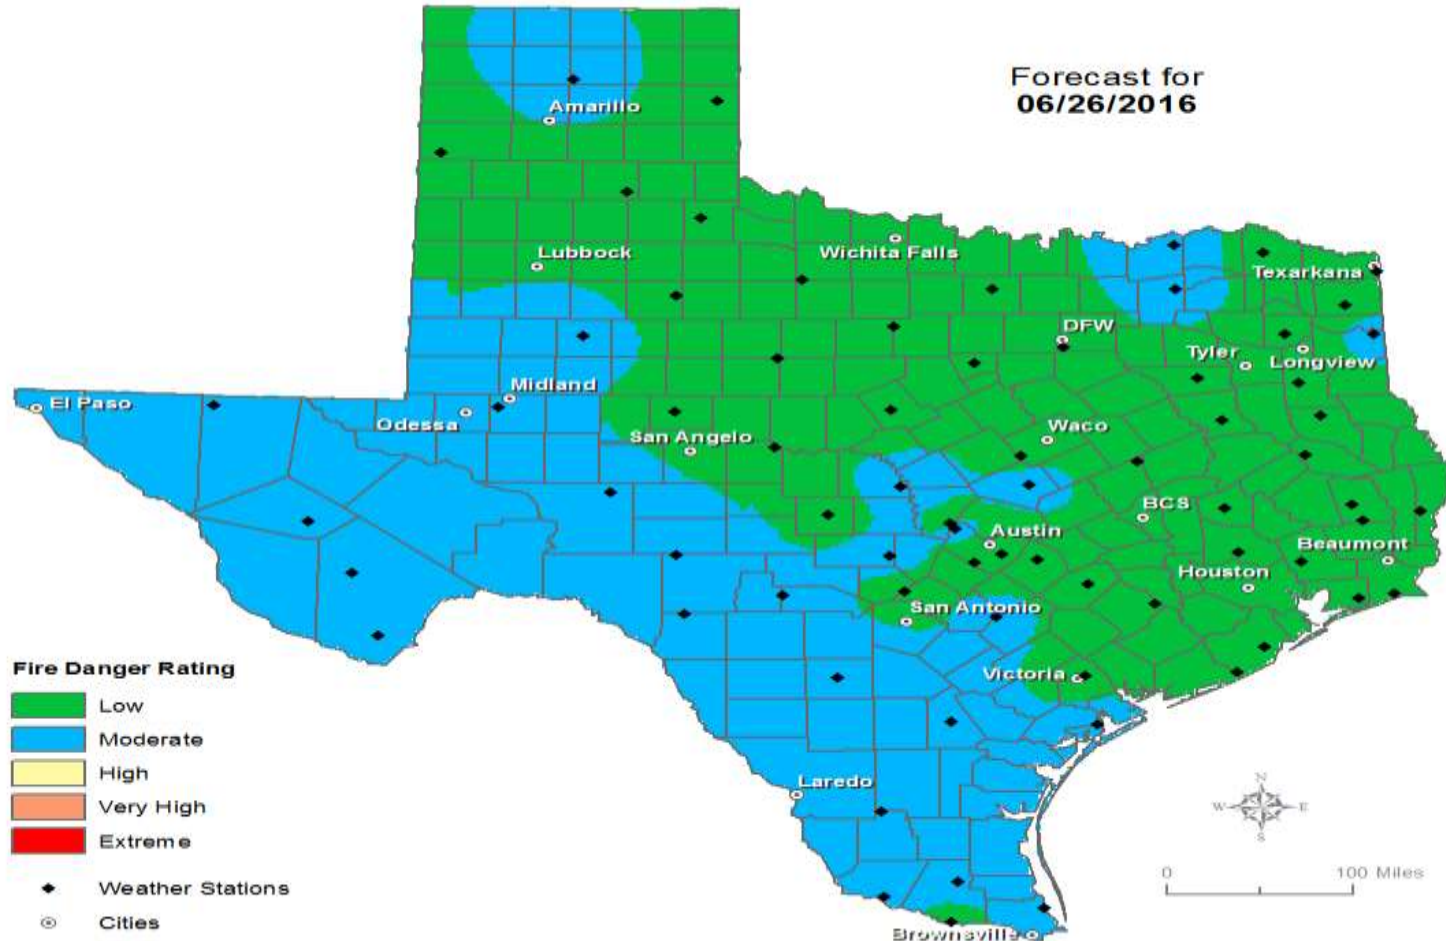 Forecast for
06/26/2016
Amarillo
Lubbock
Wichita Falls
Texarkana
DFW
Tyler
Longview
Midland
El Paso
Odessa
San Angelo
Waco
BCS
Austin
Beaumont
Houston
San Antonio
Victoria
Laredo
Brownsville
Fire Danger Rating
Low
Moderate
High
Very High
Extreme
Weather Stations
Cities
N
W E
S
0 100 Miles